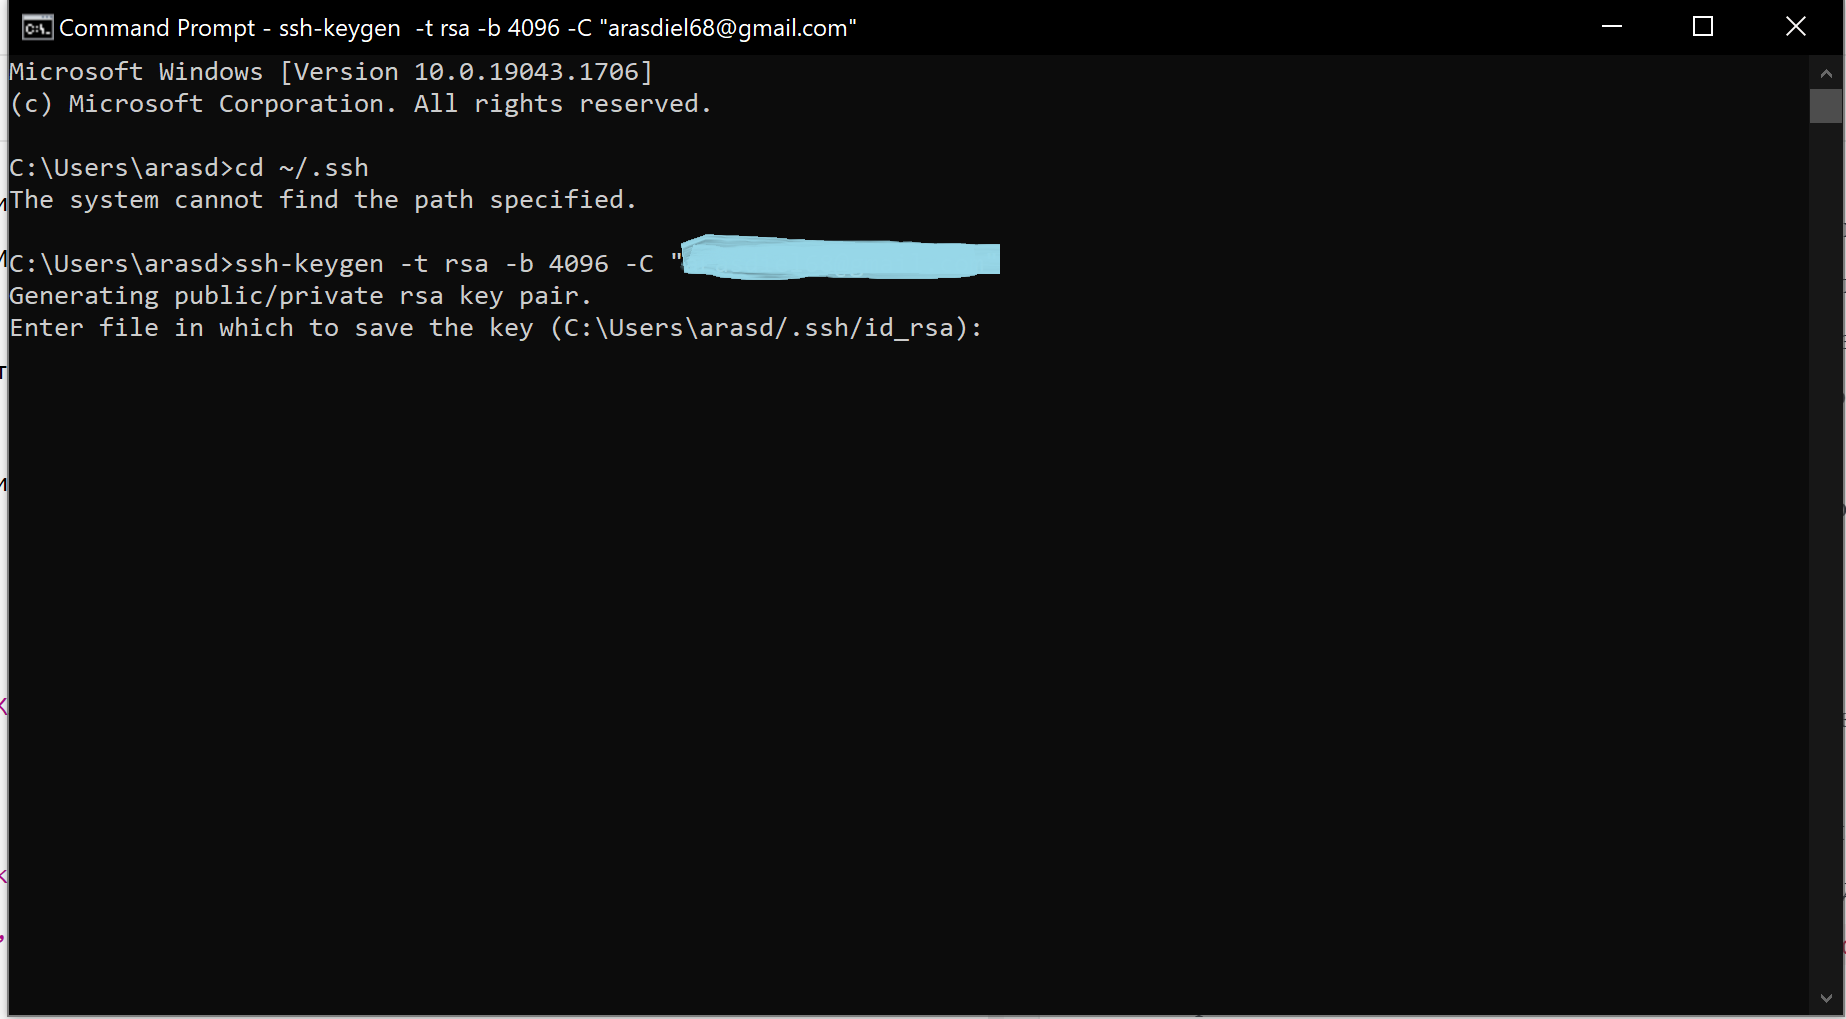 Command Prompt - ssh-keygen  -t rsa -b 4096 -C "arasdiel68@gmail.com"
Microsoft Windows [Version 10.0.19043.1706]
(c) Microsoft Corporation. All rights reserved.
C:\Users\arasd>cd ~/.ssh
The system cannot find the path specified.
C:\Users\arasd>ssh-keygen -t rsa -b 4096 -C "
Generating public/private rsa key pair.
Enter file in which to save the key (C:\Users\arasd/.ssh/id_rsa):